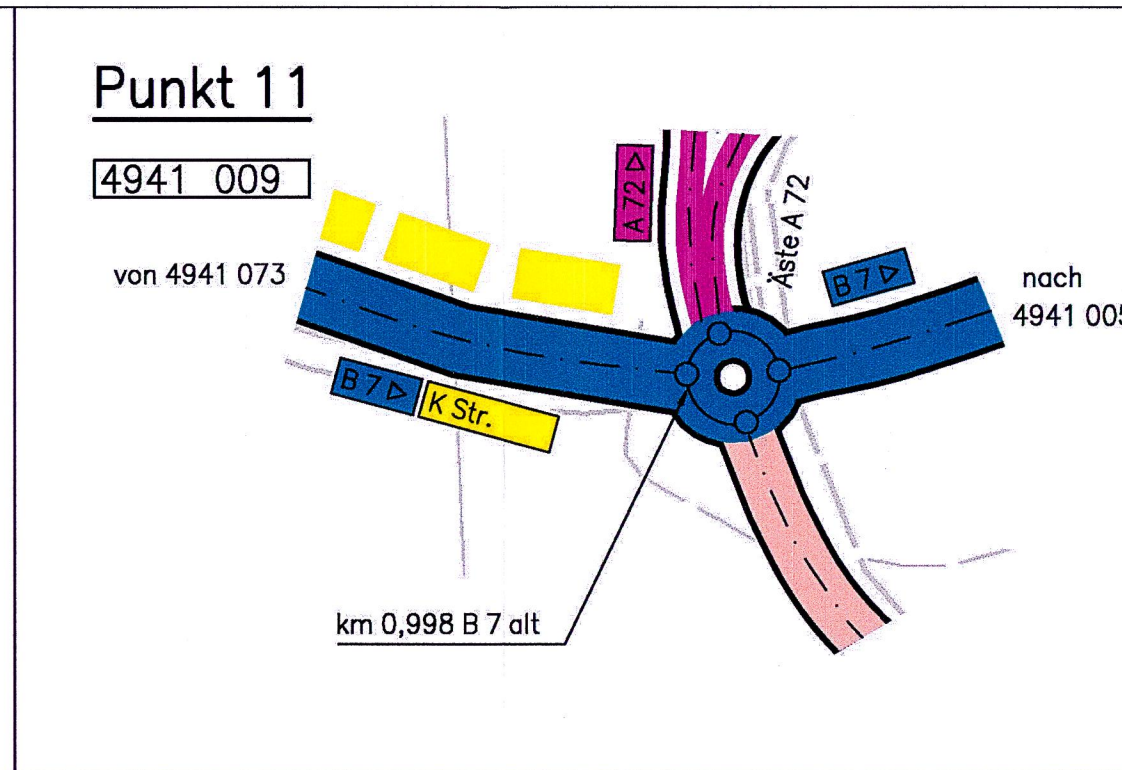 Punkt 11
4941 009
von 4941 073
A 72
Äste A 72
B 7
nach
4941 005
B 7
K Str.
km 0,998 B 7 alt